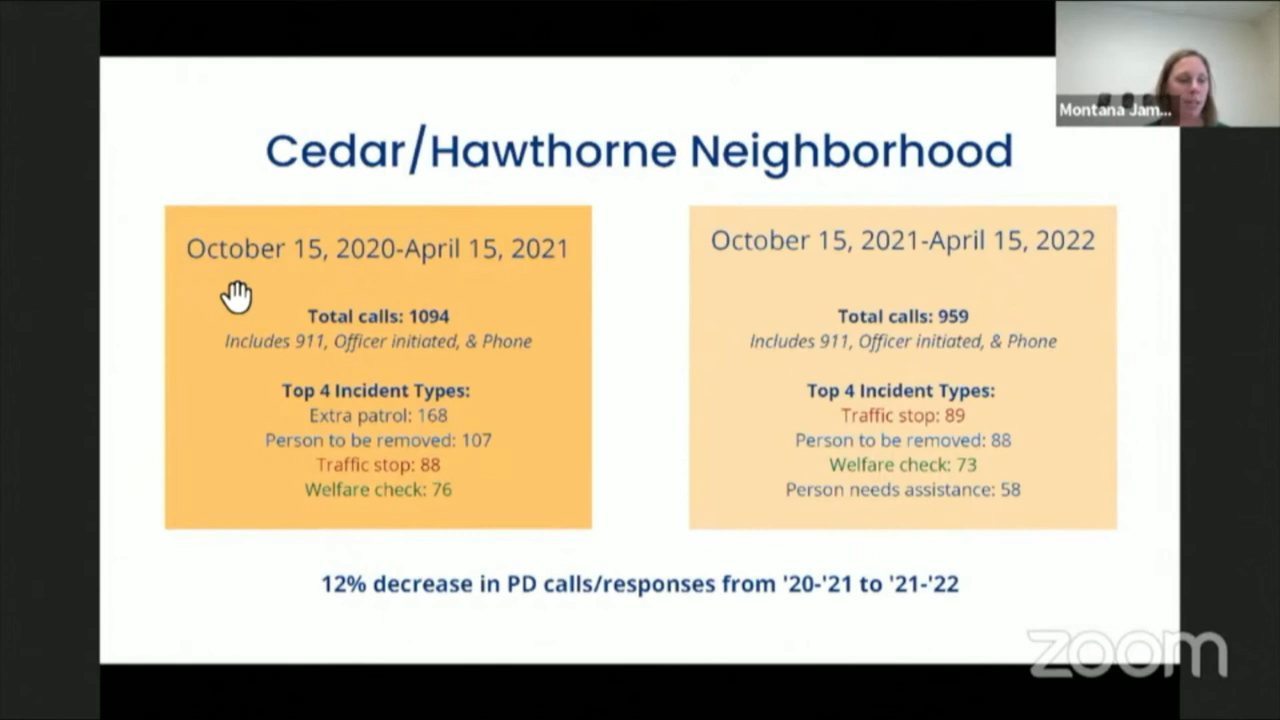 Montana Jam...
Cedar/Hawthorne Neighborhood
October 15, 2020-April 15, 2021
Total calls: 1094
Includes 911, Officer initiated, & Phone
Top 4 Incident Types:
Extra patrol: 168
Person to be removed: 107
Traffic stop: 88
Welfare check: 76
October 15, 2021-April 15, 2022
Total calls: 959
Includes 911, Officer initiated, & Phone
Top 4 Incident Types:
Traffic stop: 89
Person to be removed: 88
Welfare check: 73
Person needs assistance: 58
12% decrease in PD calls/responses from '20-'21 to '21-'22
zoom